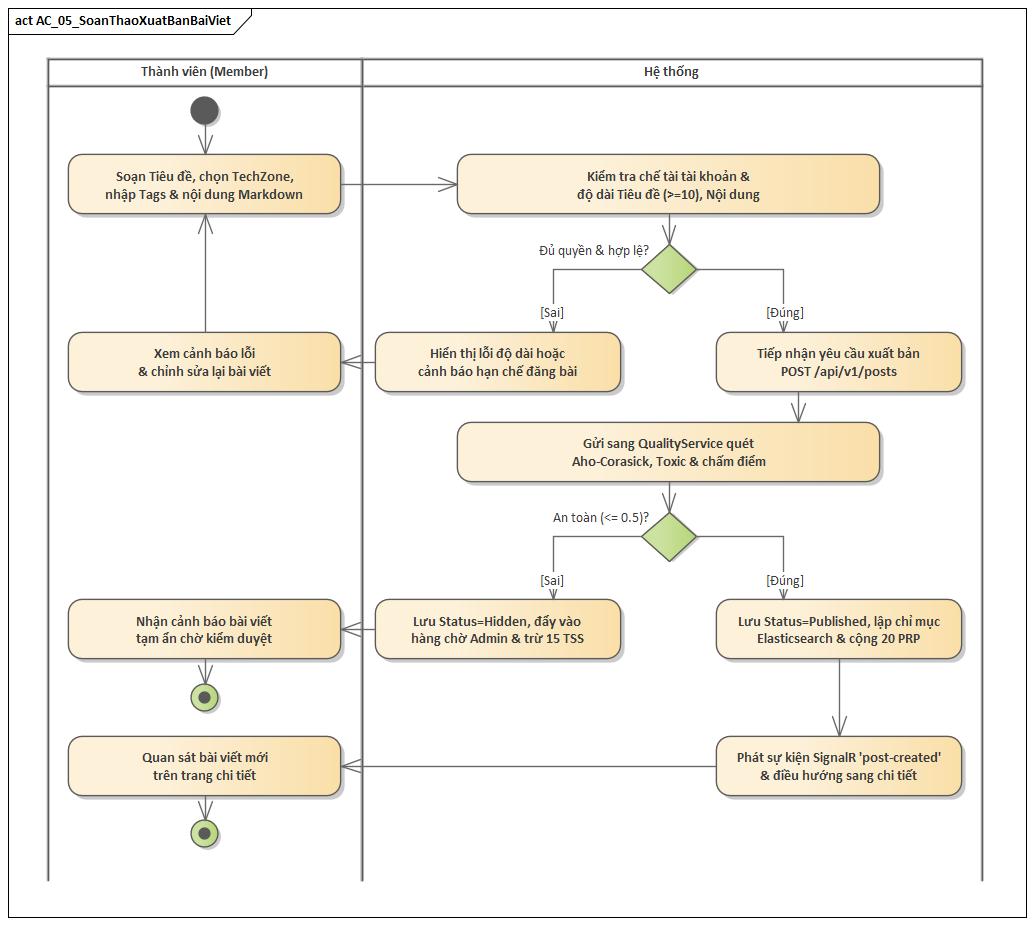 act AC_05_SoanThaoXuatBanBaiViet
Thành viên (Member)
Hệ thống
Soạn Tiêu đề, chọn TechZone,
nhập Tags & nội dung Markdown
Kiểm tra chế tài tài khoản &
độ dài Tiêu đề (>=10), Nội dung
Đủ quyền & hợp lệ?
[Sai]
[Đúng]
Xem cảnh báo lỗi
& chỉnh sửa lại bài viết
Hiển thị lỗi độ dài hoặc
cảnh báo hạn chế đăng bài
Tiếp nhận yêu cầu xuất bản
POST /api/v1/posts
Gửi sang QualityService quét
Aho-Corasick, Toxic & chấm điểm
An toàn (<= 0.5)?
[Sai]
[Đúng]
Nhận cảnh báo bài viết
tạm ẩn chờ kiểm duyệt
Lưu Status=Hidden, đẩy vào
hàng chờ Admin & trừ 15 TSS
Lưu Status=Published, lập chỉ mục
Elasticsearch & cộng 20 PRP
Quan sát bài viết mới
trên trang chi tiết
Phát sự kiện SignalR 'post-created'
& điều hướng sang chi tiết